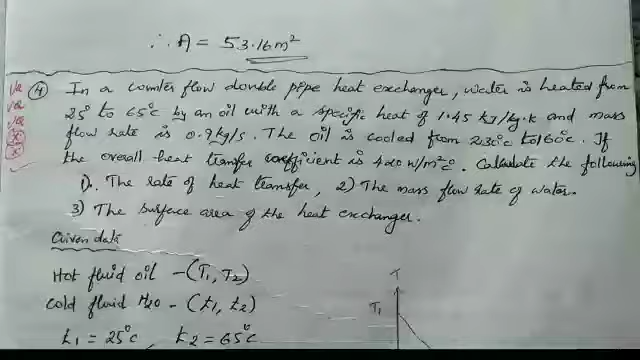 ∴ A = 53.16m²
④ In a counter flow double pipe heat exchanger, water is heated from
25° to 65°c by an oil with a specific heat of 1.45 kJ/kg.k and mass
flow rate is 0.9kg/s. The oil is cooled from 230°c to 160°c. If
the overall heat transfer coefficient is 420 w/m²°c. Calculate the following
1). The rate of heat transfer, 2) The mass flow rate of water.
3) The surface area of the heat exchanger.
Given data
Hot fluid oil - (T₁, T₂)
Cold fluid H₂O - (t₁, t₂)
t₁ = 25°c, t₂ = 65°c
T
T₁